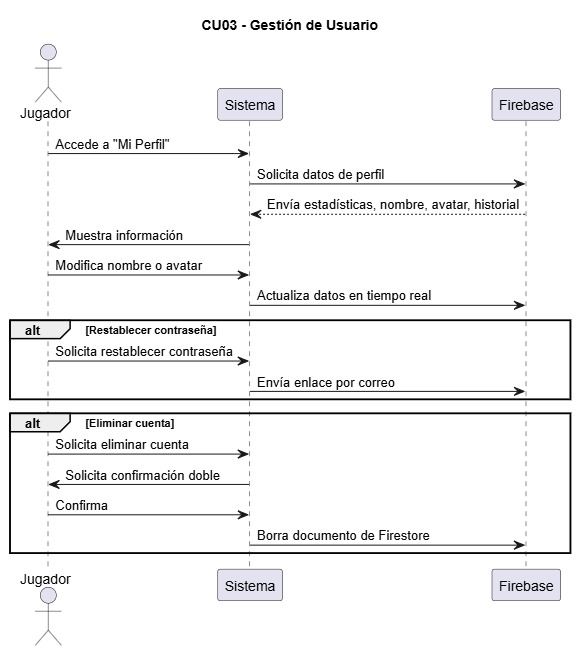 CU03 - Gestión de Usuario
Jugador
Sistema
Firebase
Accede a "Mi Perfil"
Solicita datos de perfil
Envía estadísticas, nombre, avatar, historial
Muestra información
Modifica nombre o avatar
Actualiza datos en tiempo real
alt [Restablecer contraseña]
Solicita restablecer contraseña
Envía enlace por correo
alt [Eliminar cuenta]
Solicita eliminar cuenta
Solicita confirmación doble
Confirma
Borra documento de Firestore
Jugador
Sistema
Firebase